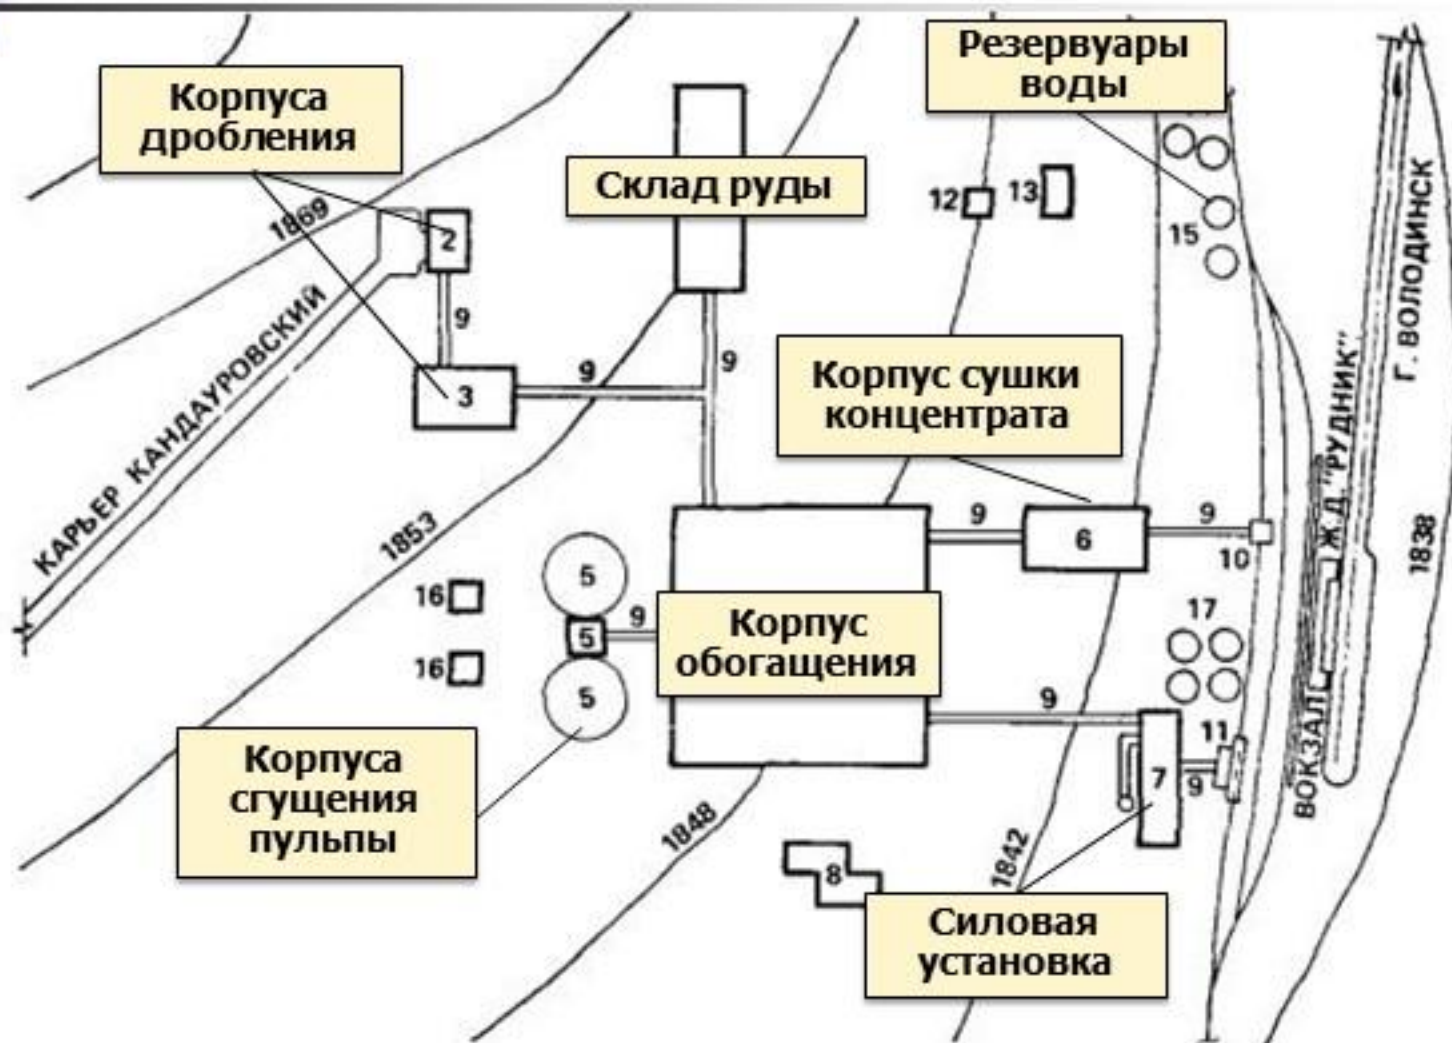 Корпуса
дробления
Склад руды
Резервуары
воды
1869
2
9
3
9
9
12
13
15
КАРЬЕР КАНДАУРОВСКИЙ
Г. ВОЛОДИНСК
Ж.Д. "РУДНИК"
Корпус сушки
концентрата
1853
9
6
9
10
1838
16
16
5
5
5
9
Корпус
обогащения
17
9
11
7
9
ВОКЗАЛ
Корпуса
сгущения
пульпы
1848
8
1842
Силовая
установка